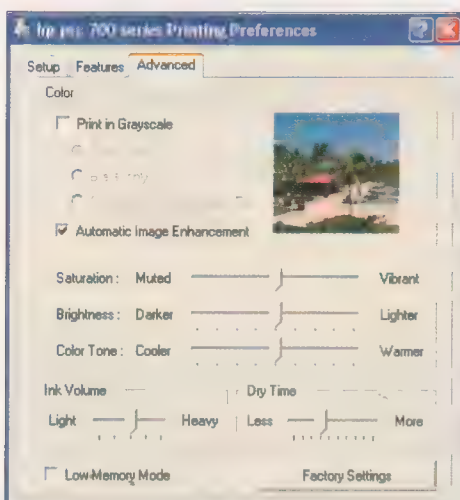 hp psc 700 series Printing Preferences
Setup Features Advanced
Color
Print in Grayscale
Automatic Image Enhancement
Saturation : Muted Vibrant
Brightness : Darker Lighter
Color Tone : Cooler Warmer
Ink Volume Dry Time
Light Heavy Less More
Low-Memory Mode Factory Settings